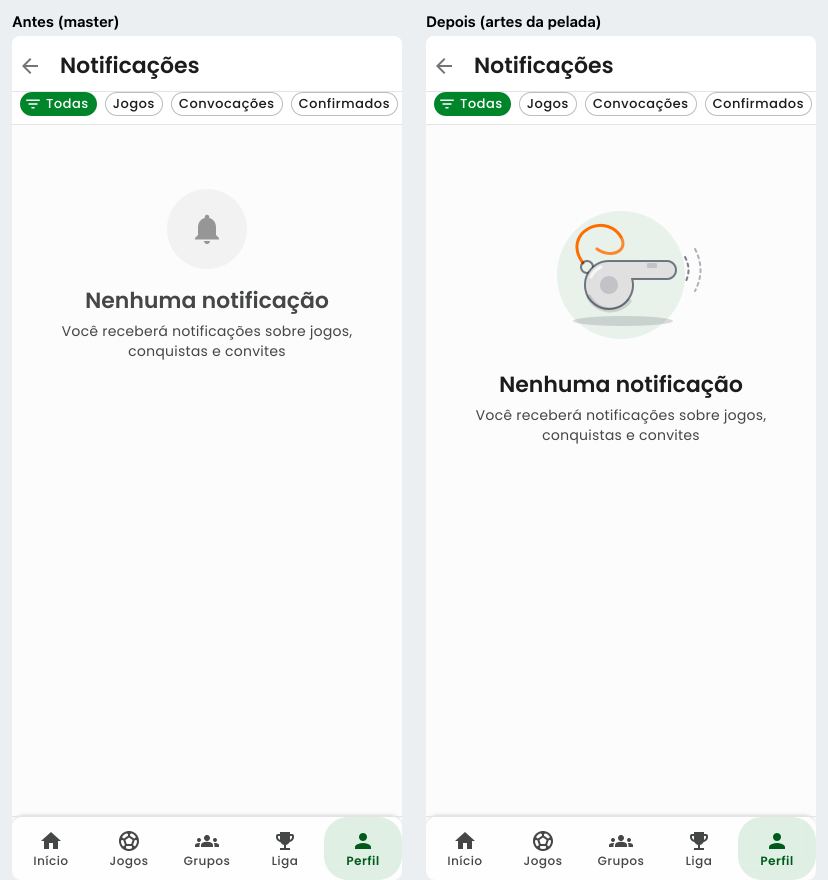 Antes (master)
Notificações
Todas
Jogos
Convocações
Confirmados
Nenhuma notificação
Você receberá notificações sobre jogos,
conquistas e convites
Início
Jogos
Grupos
Liga
Perfil
Depois (artes da pelada)
Notificações
Todas
Jogos
Convocações
Confirmados
Nenhuma notificação
Você receberá notificações sobre jogos,
conquistas e convites
Início
Jogos
Grupos
Liga
Perfil